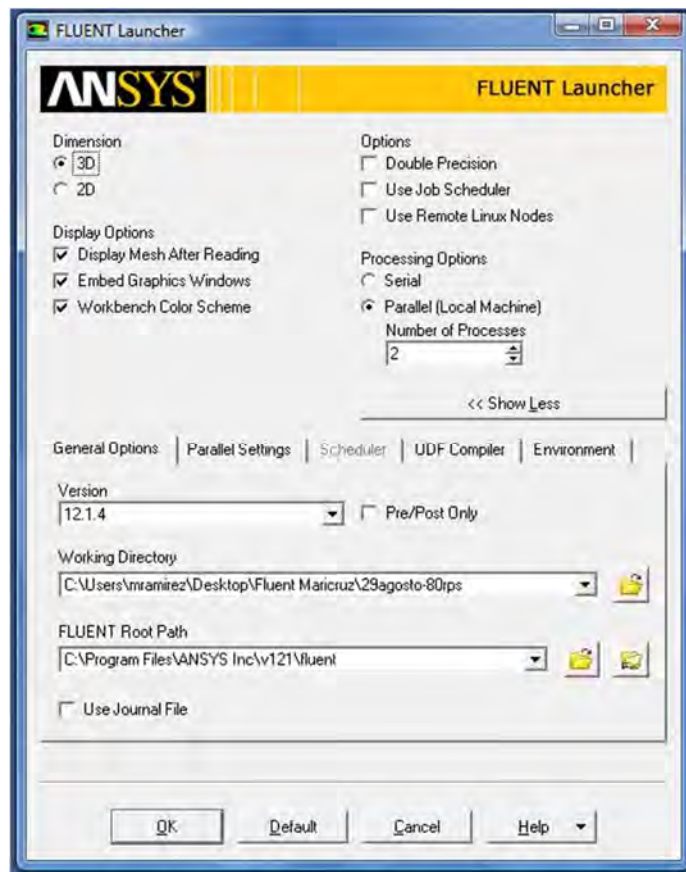 FLUENT Launcher
ANSYS FLUENT Launcher
Dimension
3D
2D
Display Options
Display Mesh After Reading
Embed Graphics Windows
Workbench Color Scheme
Options
Double Precision
Use Job Scheduler
Use Remote Linux Nodes
Processing Options
Serial
Parallel (Local Machine)
Number of Processes
2
<< Show Less
General Options Parallel Settings Scheduler UDF Compiler Environment
Version
12.1.4 Pre/Post Only
Working Directory
C:\Users\mramirez\Desktop\Fluent Maricruz\29agosto-80rps
FLUENT Root Path
C:\Program Files\ANSYS Inc\v121\fluent
Use Journal File
OK Default Cancel Help